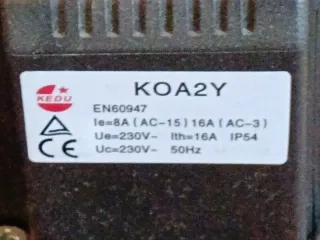 KOA2Y
KEDU
EN60947
Ie=8A (AC-15) 16A (AC-3)
Ue=230V~ Ith=16A IP54
Uc=230V~ 50Hz
CE